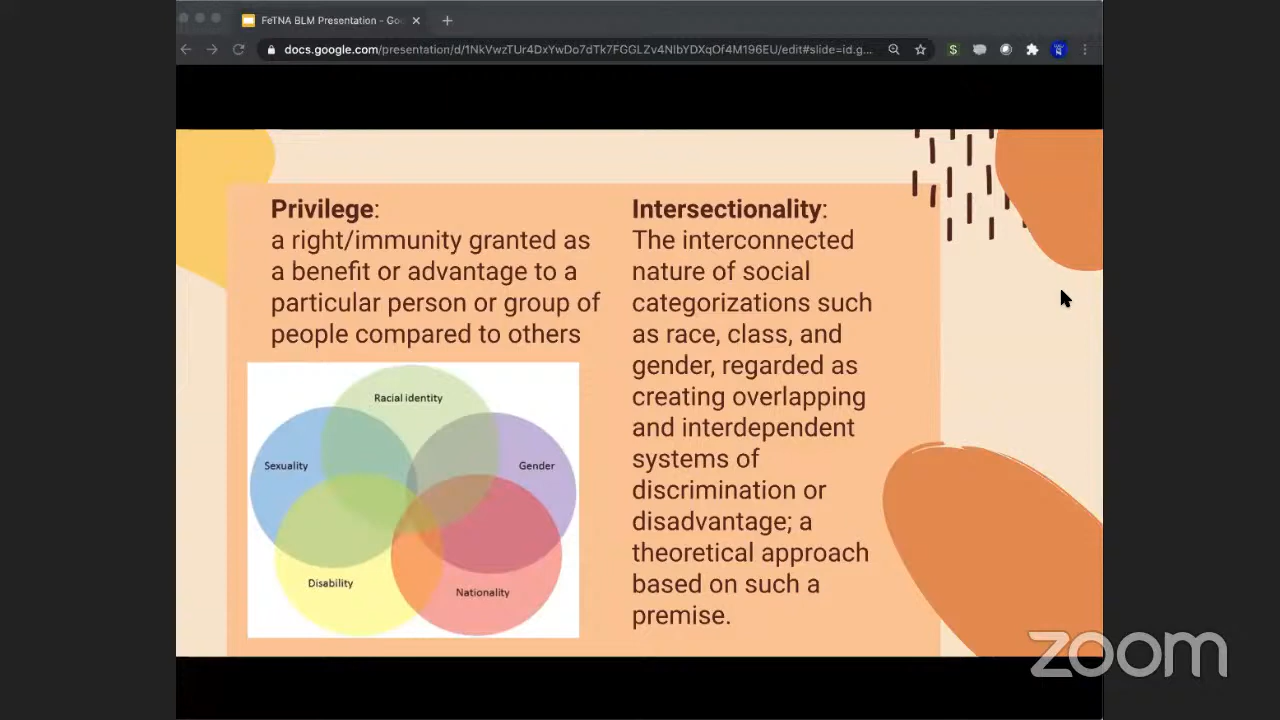 FeTNA BLM Presentation - Goo
docs.google.com/presentation/d/1NkVwzTUr4DxYwDo7dTk7FGGLZv4NlbYDXqOf4M196EU/edit#slide=id.g...
Privilege:
a right/immunity granted as
a benefit or advantage to a
particular person or group of
people compared to others
Racial identity
Sexuality
Gender
Disability
Nationality
Intersectionality:
The interconnected
nature of social
categorizations such
as race, class, and
gender, regarded as
creating overlapping
and interdependent
systems of
discrimination or
disadvantage; a
theoretical approach
based on such a
premise.
zoom